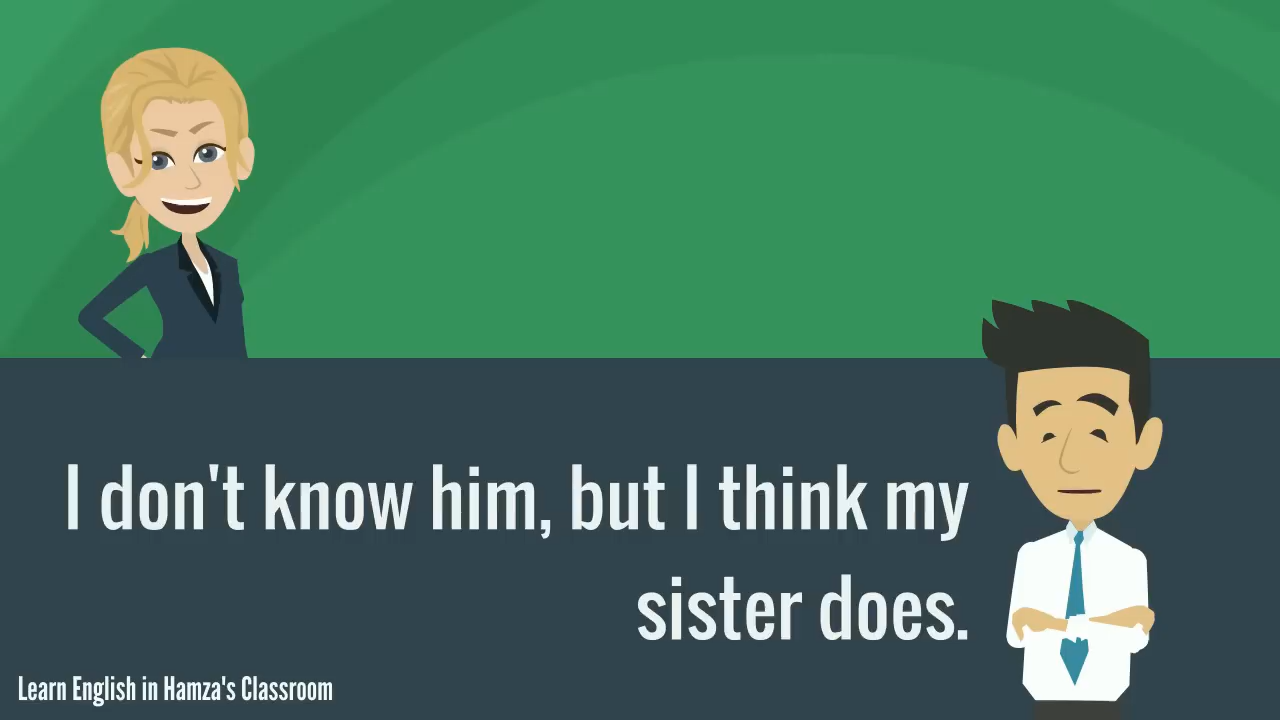 I don't know him, but I think my
sister does.
Learn English in Hamza's Classroom